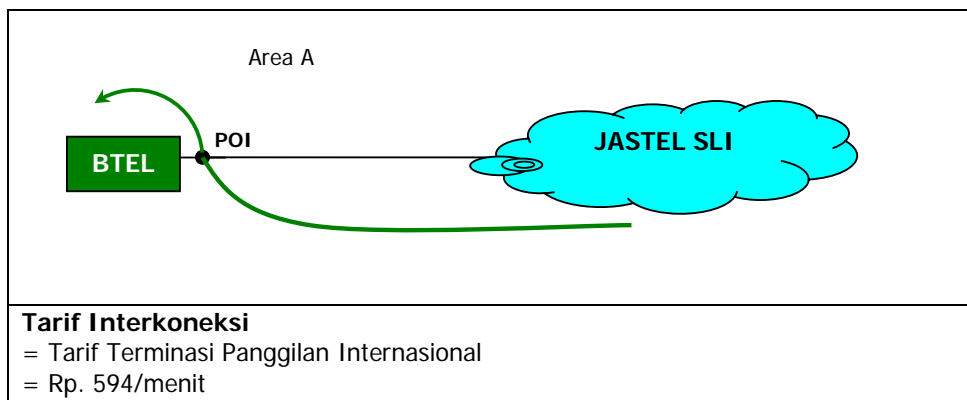 Area A
POI
JASTEL SLI
BTEL
Tarif Interkoneksi
= Tarif Terminasi Panggilan Internasional
= Rp. 594/menit